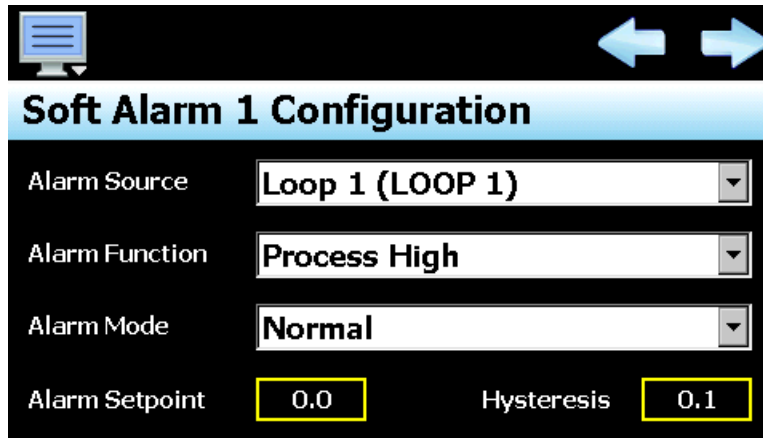 Soft Alarm 1 Configuration
Alarm Source Loop 1 (LOOP 1)
Alarm Function Process High
Alarm Mode Normal
Alarm Setpoint 0.0 Hysteresis 0.1